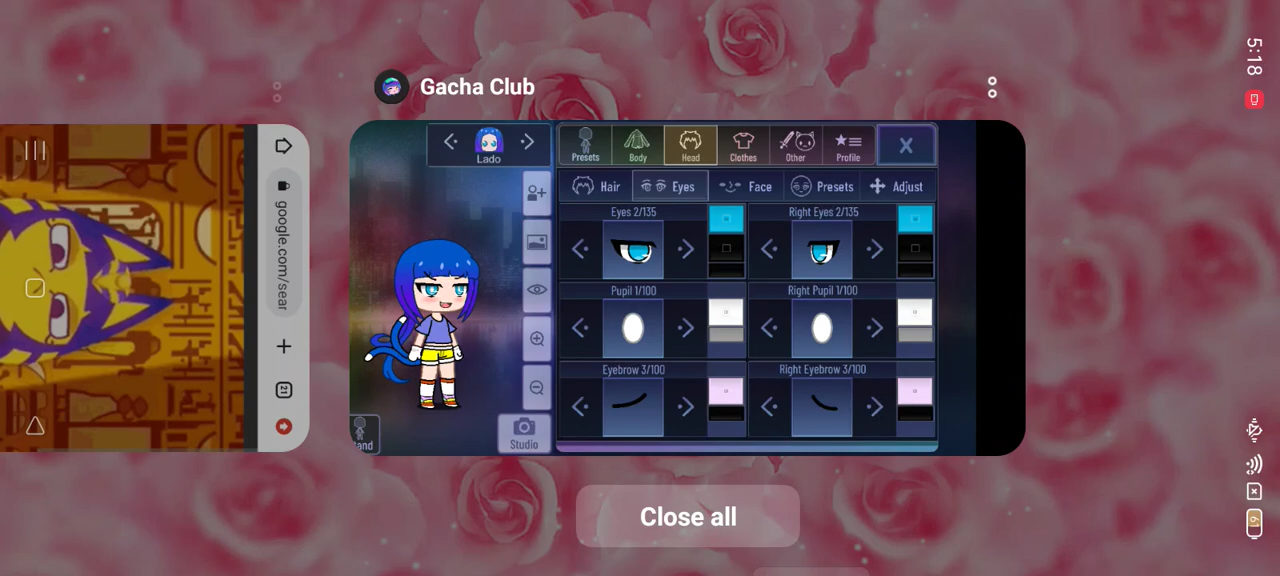 5:18
Gacha Club
google.com/sear
21
Lado
Presets
Body
Head
Clothes
Other
Profile
X
Hair
Eyes
Face
Presets
Adjust
Eyes 2/135
Right Eyes 2/135
Pupil 1/100
Right Pupil 1/100
Eyebrow 3/100
Right Eyebrow 3/100
and
Studio
Close all